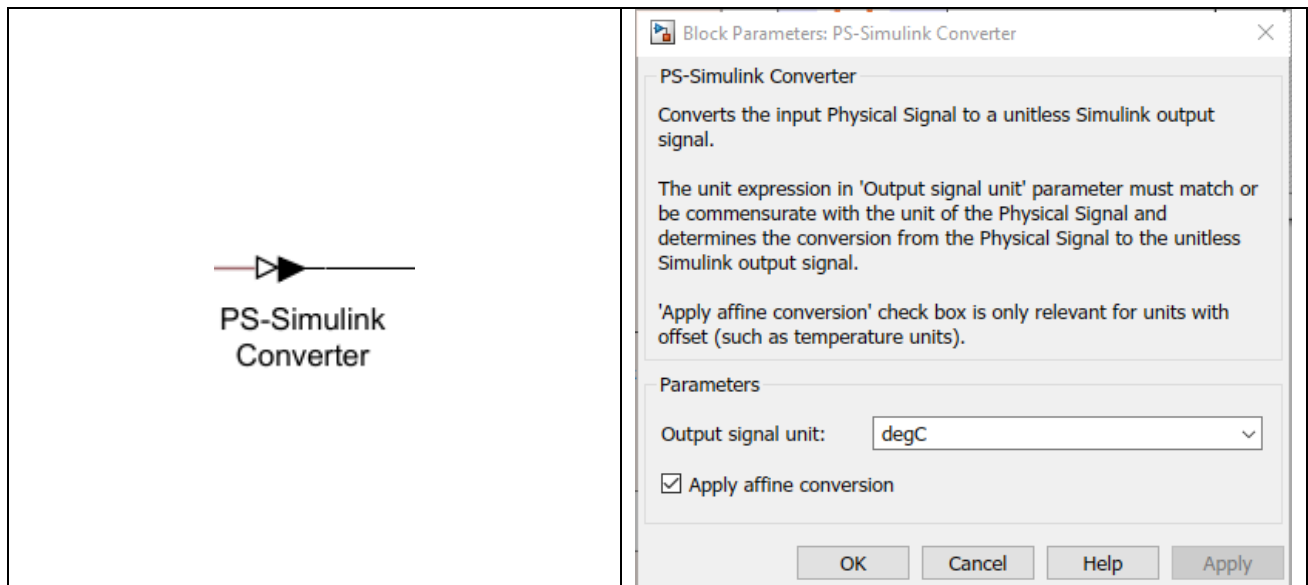 PS-Simulink
Converter
Block Parameters: PS-Simulink Converter
PS-Simulink Converter
Converts the input Physical Signal to a unitless Simulink output
signal.
The unit expression in 'Output signal unit' parameter must match or
be commensurate with the unit of the Physical Signal and
determines the conversion from the Physical Signal to the unitless
Simulink output signal.
'Apply affine conversion' check box is only relevant for units with
offset (such as temperature units).
Parameters
Output signal unit: degC
Apply affine conversion
OK Cancel Help Apply